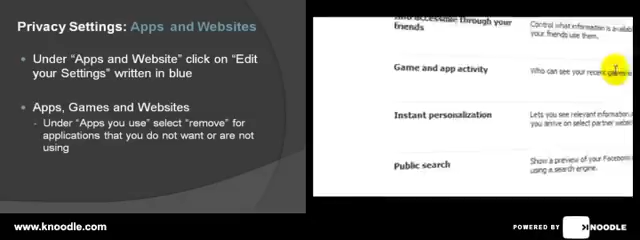 Privacy Settings: Apps and Websites
Under “Apps and Website” click on “Edit
your Settings” written in blue
Apps, Games and Websites
- Under “Apps you use” select “remove” for
applications that you do not want or are not
using
Info accessible through your
friends
Control what information is availab
your friends use them.
Game and app activity
Who can see your recent games
Instant personalization
Lets you see relevant information
you arrive on select partner websi
Public search
Show a preview of your Facebook
using a search engine.
www.knoodle.com
POWERED BY KNOODLE